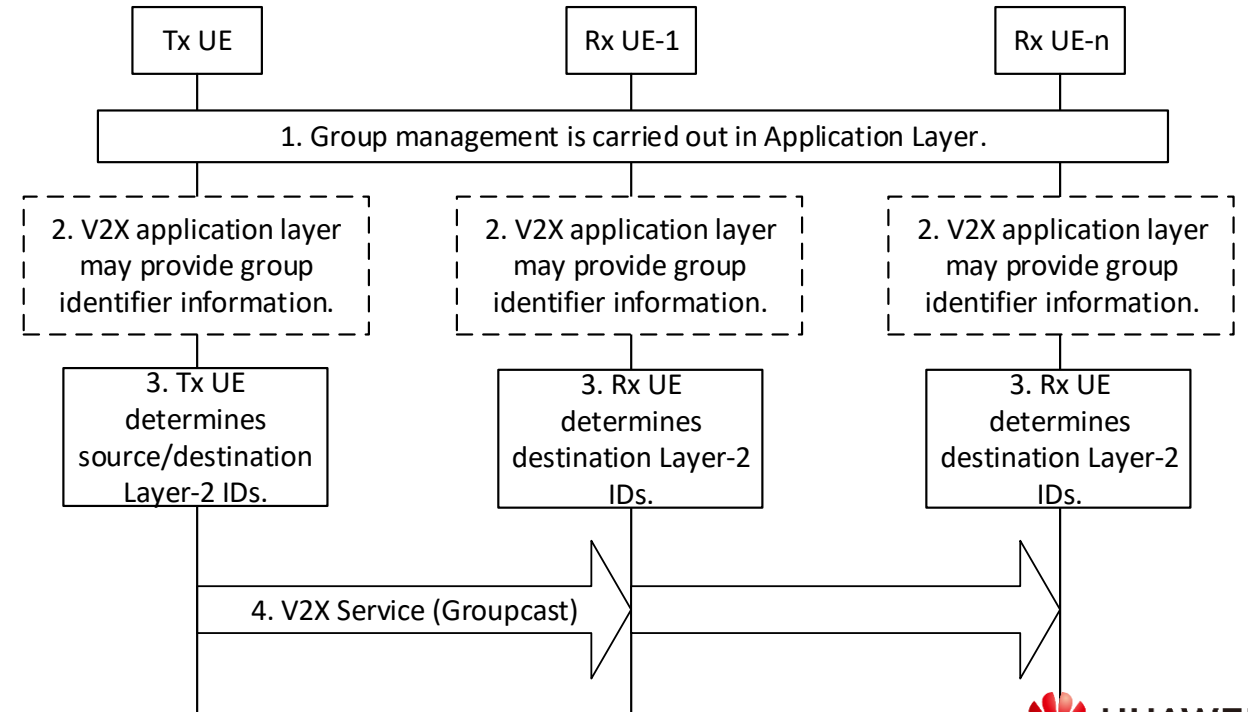 Tx UE
Rx UE-1
Rx UE-n
1. Group management is carried out in Application Layer.
2. V2X application layer
may provide group
identifier information.
2. V2X application layer
may provide group
identifier information.
2. V2X application layer
may provide group
identifier information.
3. Tx UE
determines
source/destination
Layer-2 IDs.
3. Rx UE
determines
destination Layer-2
IDs.
3. Rx UE
determines
destination Layer-2
IDs.
4. V2X Service (Groupcast)